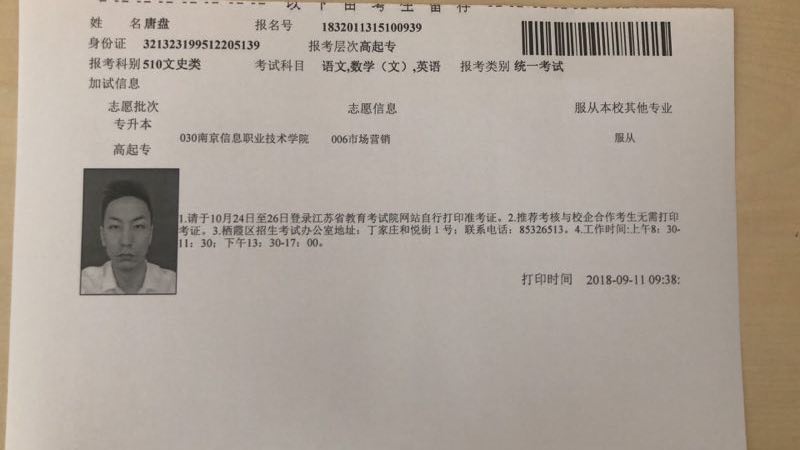 以下由考生留存
姓 名 唐盘 报名号 1832011315100939
身份证 321323199512205139 报考层次 高起专
报考科别 510文史类 考试科目 语文,数学（文）,英语 报考类别 统一考试
加试信息
志愿批次 志愿信息 服从本校其他专业
专升本
高起专 030南京信息职业技术学院 006市场营销 服从
1.请于10月24日至26日登录江苏省教育考试院网站自行打印准考证。2.推荐考核与校企合作考生无需打印
考证。3.栖霞区招生考试办公室地址：丁家庄和悦街1号；联系电话：85326513。4.工作时间:上午8：30-
11：30；下午13:30-17：00。
打印时间 2018-09-11 09:38: